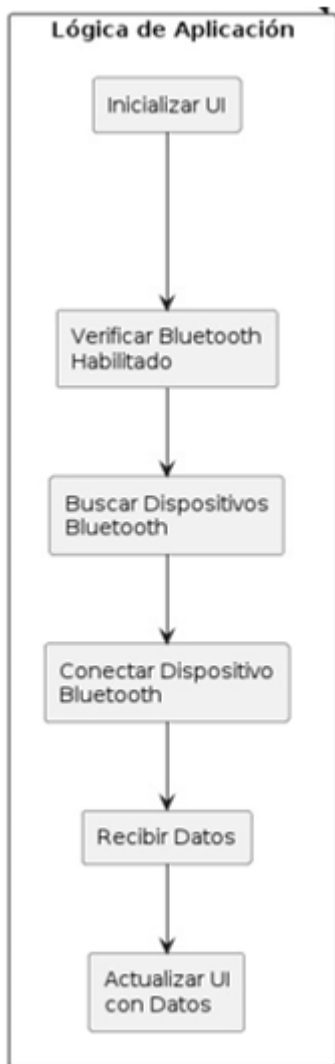 Lógica de Aplicación
Inicializar UI
Verificar Bluetooth
Habilitado
Buscar Dispositivos
Bluetooth
Conectar Dispositivo
Bluetooth
Recibir Datos
Actualizar UI
con Datos